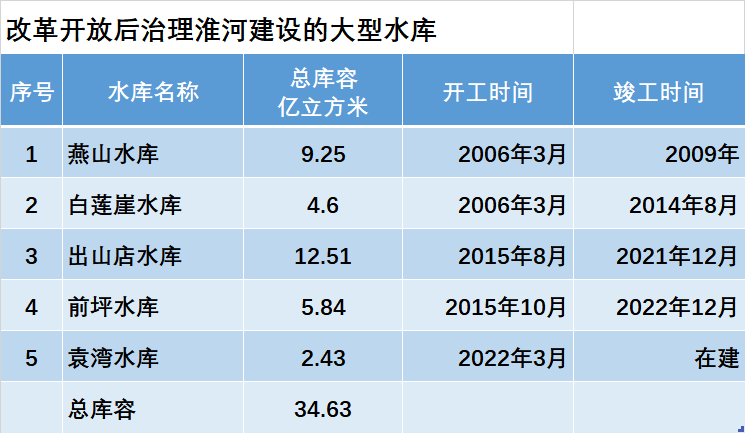 改革开放后治理淮河建设的大型水库
序号 水库名称 总库容 亿立方米 开工时间 竣工时间
1 燕山水库 9.25 2006年3月 2009年
2 白莲崖水库 4.6 2006年3月 2014年8月
3 出山店水库 12.51 2015年8月 2021年12月
4 前坪水库 5.84 2015年10月 2022年12月
5 袁湾水库 2.43 2022年3月 在建
总库容 34.63